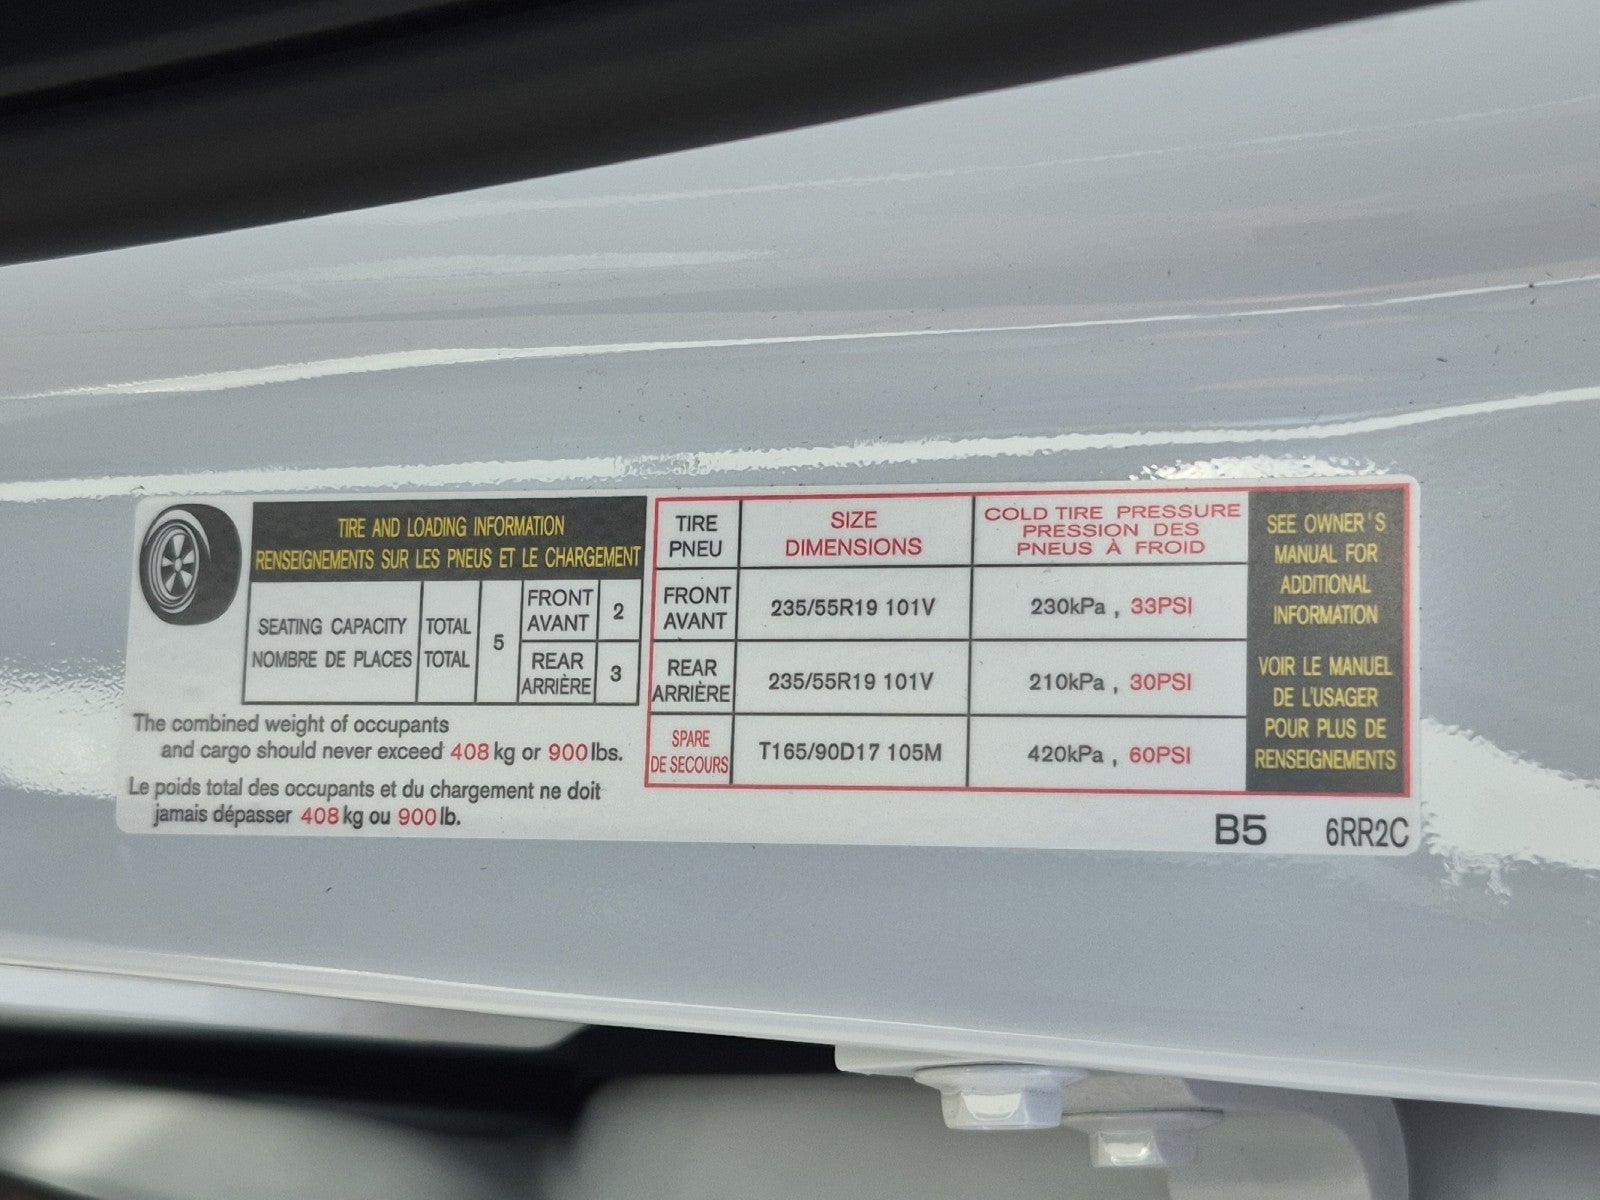 TIRE AND LOADING INFORMATION
RENSEIGNEMENTS SUR LES PNEUS ET LE CHARGEMENT
SEATING CAPACITY
NOMBRE DE PLACES
TOTAL
TOTAL
5
FRONT
AVANT
2
REAR
ARRIÈRE
3
The combined weight of occupants
and cargo should never exceed 408 kg or 900 lbs.
Le poids total des occupants et du chargement ne doit
jamais dépasser 408 kg ou 900 lb.
TIRE
PNEU
SIZE
DIMENSIONS
COLD TIRE PRESSURE
PRESSION DES
PNEUS À FROID
FRONT
AVANT
235/55R19 101V
230kPa , 33PSI
REAR
ARRIÈRE
235/55R19 101V
210kPa , 30PSI
SPARE
DE SECOURS
T165/90D17 105M
420kPa , 60PSI
SEE OWNER'S
MANUAL FOR
ADDITIONAL
INFORMATION
VOIR LE MANUEL
DE L'USAGER
POUR PLUS DE
RENSEIGNEMENTS
B5 6RR2C